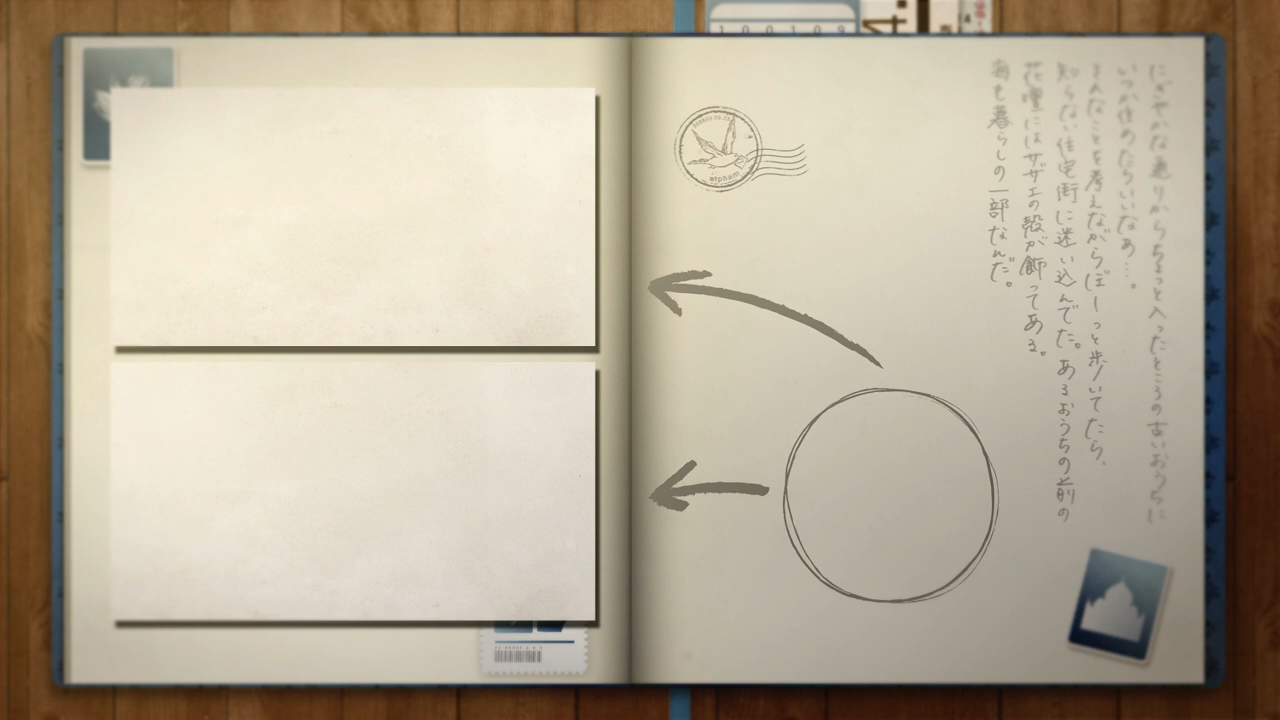 にぎやかな通りからちょっと入ったところの古いおうちに
いつか住めたらいいなぁ…。
そんなことを考えながらぼーっと歩いてたら、
知らない住宅街に迷い込んでた。あるおうちの前の
花壇にはサザエの殻が飾ってある。
海も暮らしの一部なんだ。
atpham
100109